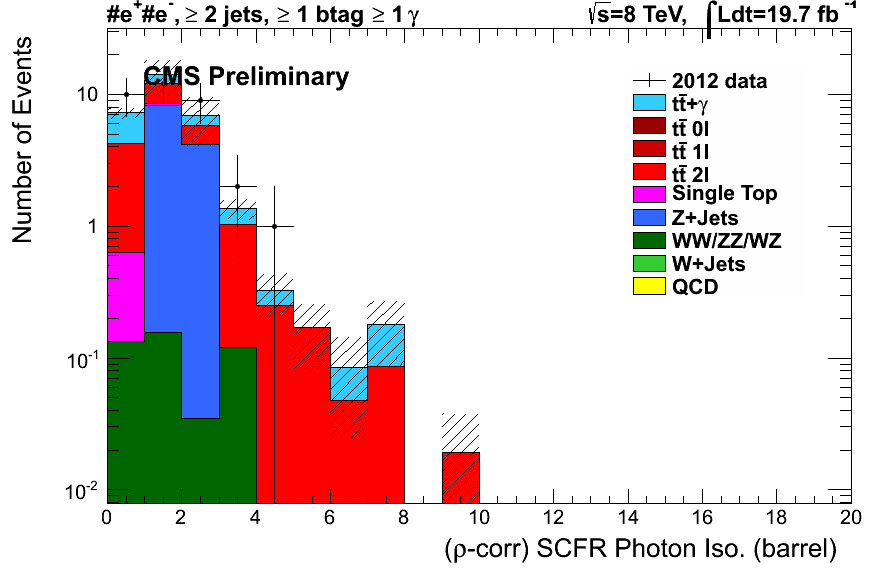 #e⁺#e⁻, ≥ 2 jets, ≥ 1 btag ≥ 1 γ
√s=8 TeV, ∫Ldt=19.7 fb⁻¹
CMS Preliminary
Number of Events
10
1
10⁻¹
10⁻²
2012 data
tt̄+γ
tt̄ 0l
tt̄ 1l
tt̄ 2l
Single Top
Z+Jets
WW/ZZ/WZ
W+Jets
QCD
0 2 4 6 8 10 12 14 16 18 20
(ρ-corr) SCFR Photon Iso. (barrel)